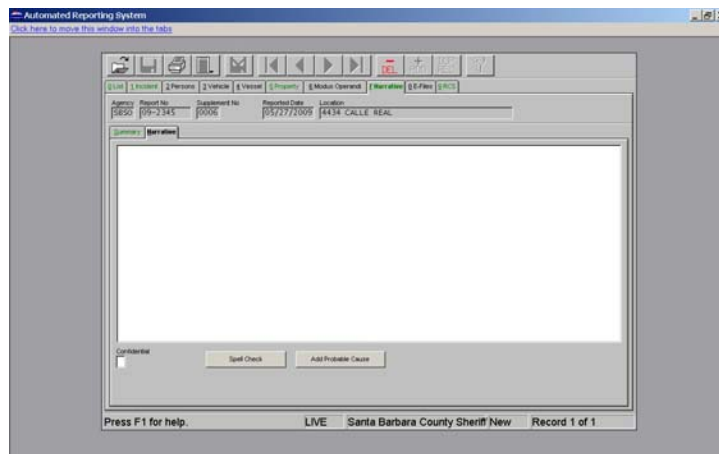 Automated Reporting System
Click here to move this window into the tabs
DEL
0 List 1 Incident 2 Persons 3 Vehicle 4 Vessel 5 Property 6 Modus Operandi 7 Narrative 8 E-Files 9 RCS
Agency Report No Supplement No Reported Date Location
SBSO 09-2345 0006 05/27/2009 4434 CALLE REAL
Summary Narrative
Confidential
Spell Check Add Probable Cause
Press F1 for help. LIVE Santa Barbara County Sheriff New Record 1 of 1